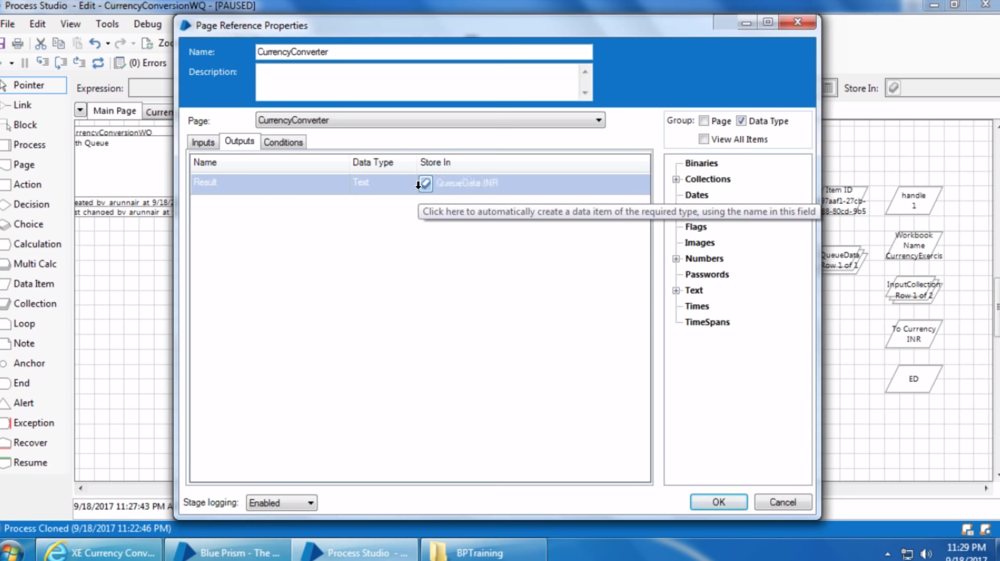 Process Studio - Edit - CurrencyConversionWQ - [PAUSED]
File Edit View Tools Debug
Zoo
(0) Errors
Pointer
Link
Block
Process
Page
Action
Decision
Choice
Calculation
Multi Calc
Data Item
Collection
Loop
Note
Anchor
End
Alert
Exception
Recover
Resume
Expression:
Store In:
Main Page Curren
rrencyConversionWQ
th Queue
eated by arunnair at 9/18/2
st changed by arunnair at
Page Reference Properties
Name: CurrencyConverter
Description:
Page: CurrencyConverter
Group: Page Data Type
View All Items
Inputs Outputs Conditions
Name Data Type Store In
Result Text QueueData.INR
Click here to automatically create a data item of the required type, using the name in this field
Binaries
Collections
Dates
Flags
Images
Numbers
Passwords
Text
Times
TimeSpans
Stage logging: Enabled
OK Cancel
Item ID
7aaf1-27cb-
88-80cd-9b5
handle
1
Workbook
Name
CurrencyExercis
QueueData
Row 1 of 1
InputCollection
Row 1 of 2
To Currency
INR
ED
9/18/2017 11:27:43 PM A
Process Cloned (9/18/2017 11:22:46 PM)
XE Currency Conv... Blue Prism - The ... Process Studio - ... BPTraining
11:29 PM
9/18/2017